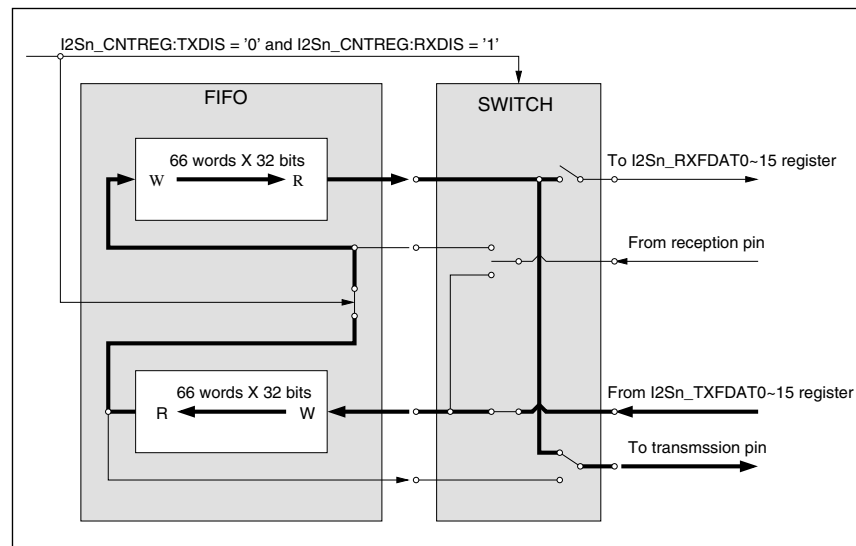 I2Sn_CNTREG:TXDIS = '0' and I2Sn_CNTREG:RXDIS = '1'
FIFO
SWITCH
66 words X 32 bits
W
R
To I2Sn_RXFDAT0~15 register
From reception pin
66 words X 32 bits
R
W
From I2Sn_TXFDAT0~15 register
To transmssion pin